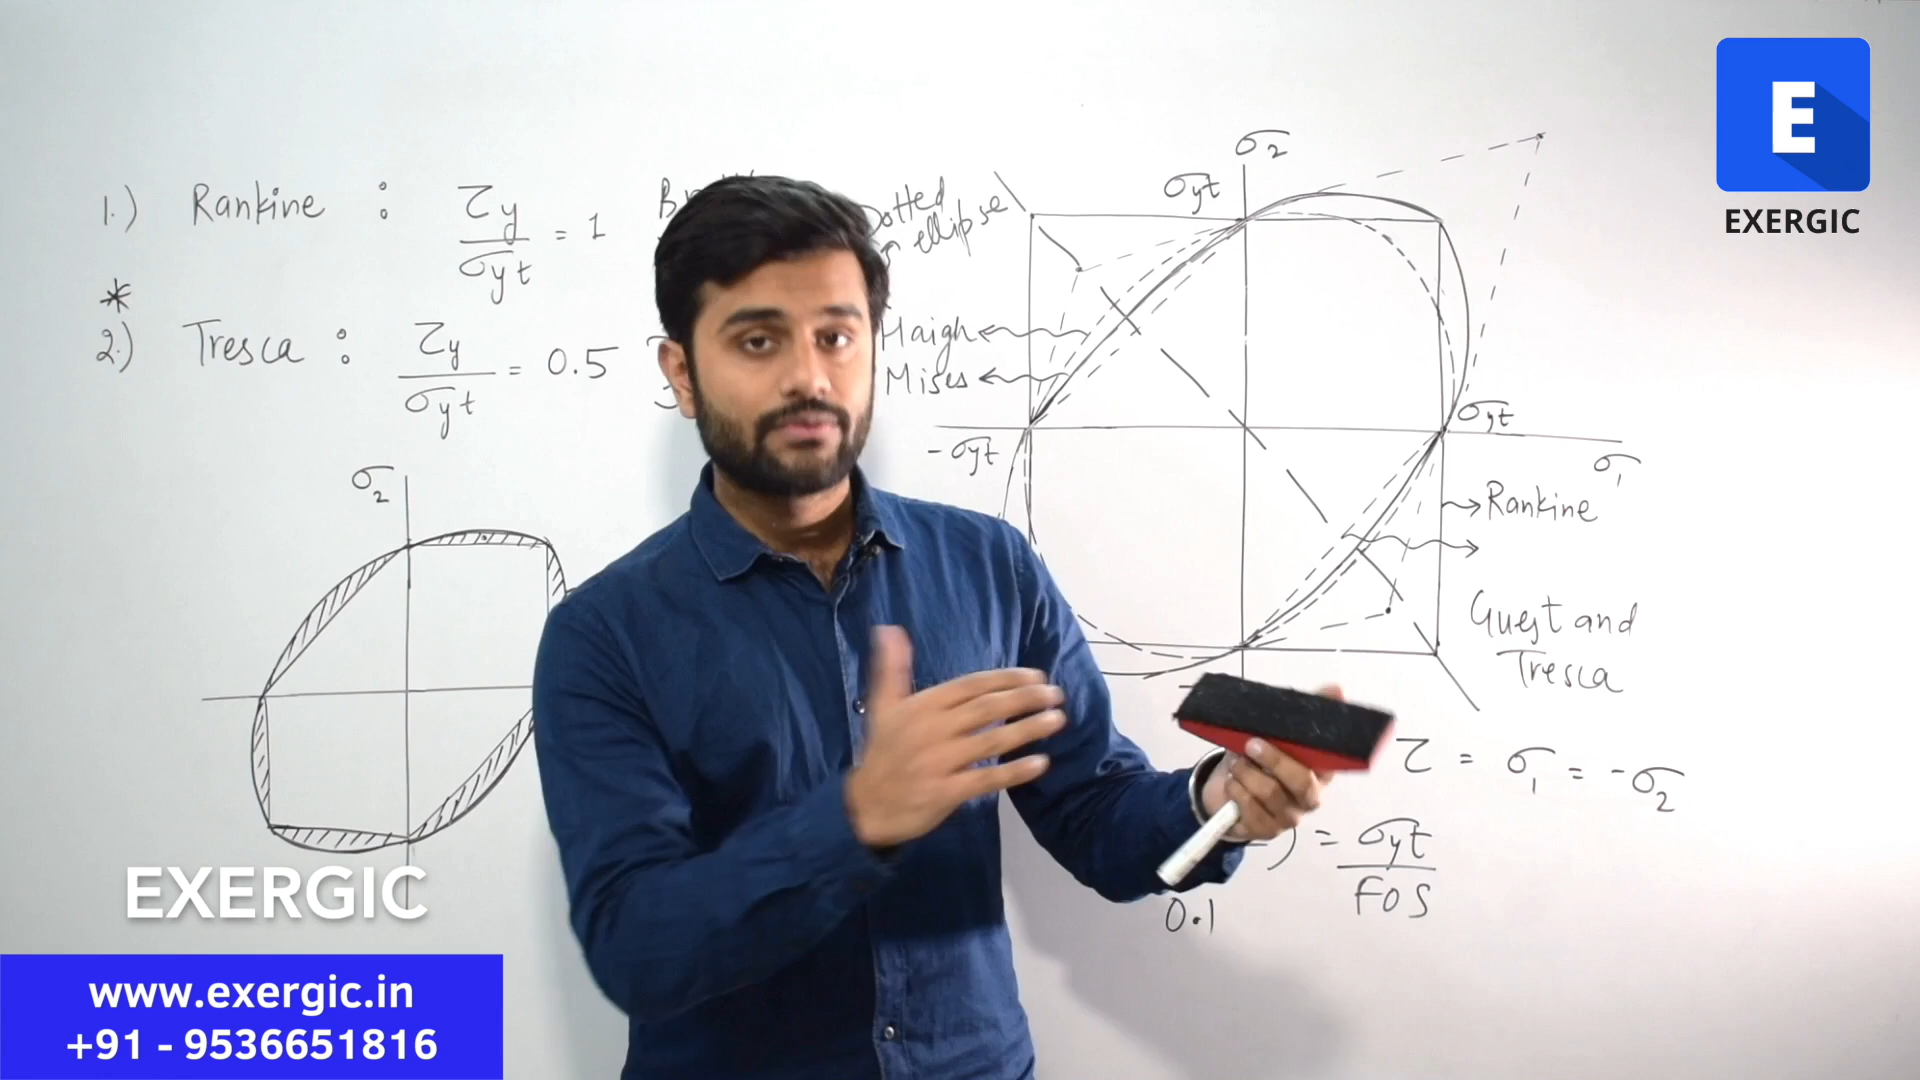 1.) Rankine : τy / σyt = 1
*
2.) Tresca : τy / σyt = 0.5
σ2
Dotted
ellipse
Haigh
Mises
σ2
σyt
- σyt
σyt
σ1
Rankine
Guest and
Tresca
τ = σ1 = -σ2
) = σyt / FOS
0.1
E
EXERGIC
EXERGIC
www.exergic.in
+91 - 9536651816